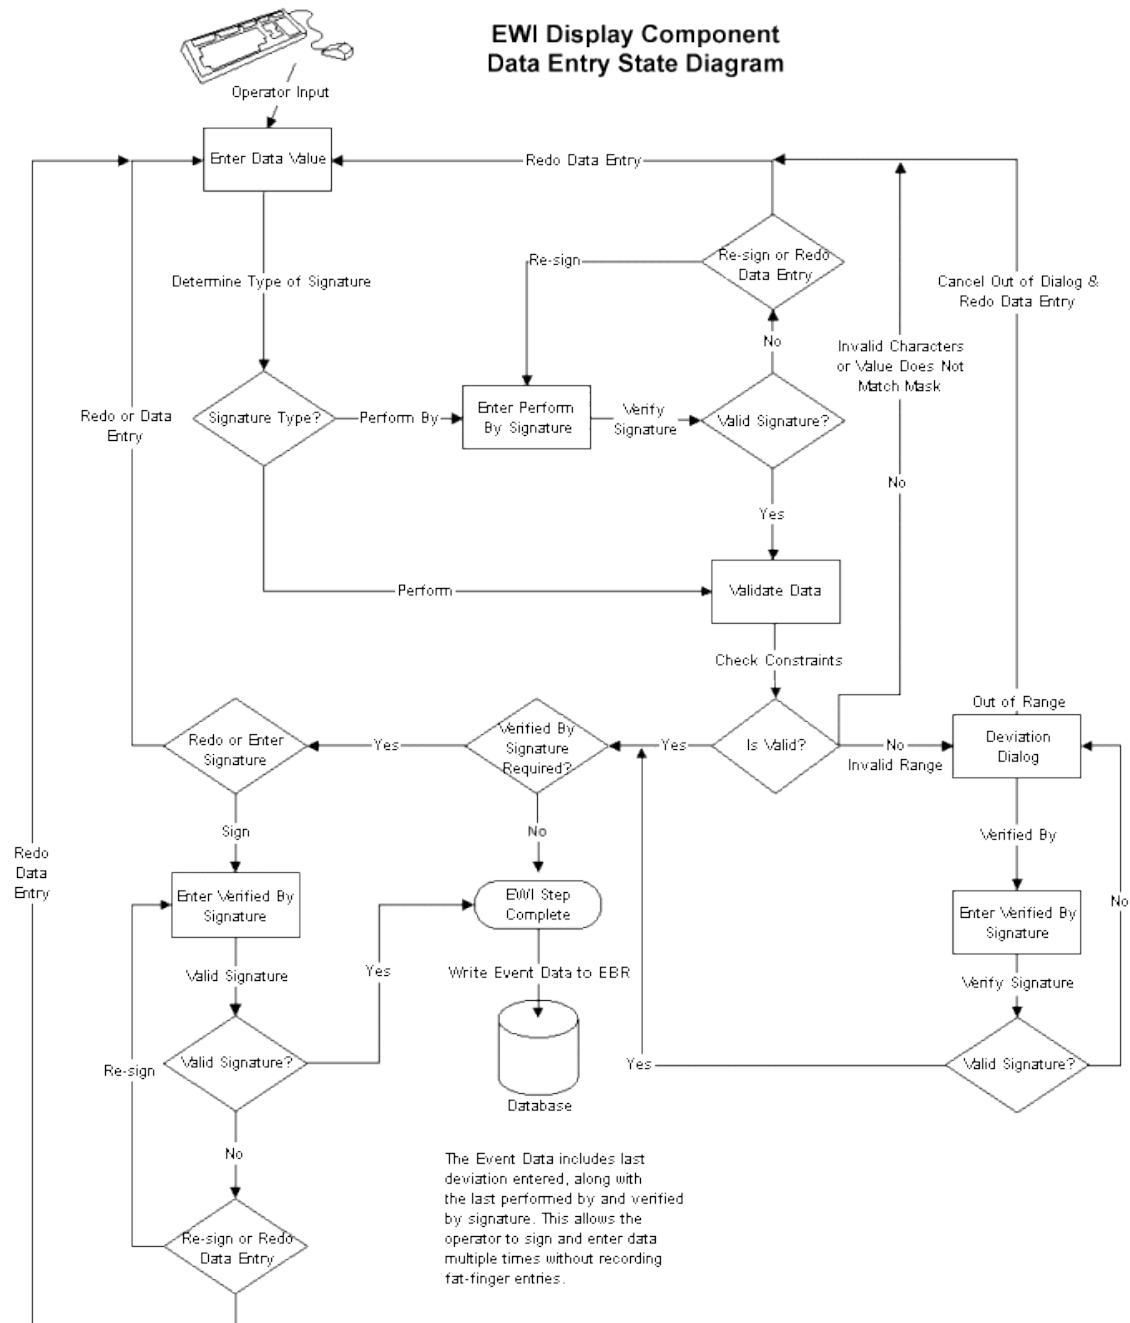 EWI Display Component
Data Entry State Diagram
Operator Input
Enter Data Value
Redo Data Entry
Re-sign or Redo
Data Entry
Re-sign
Determine Type of Signature
Cancel Out of Dialog &
Redo Data Entry
No
Invalid Characters
or Value Does Not
Match Mask
Redo or Data
Entry
Signature Type?
Perform By
Enter Perform
By Signature
Verify
Signature
Valid Signature?
No
Yes
Perform
Validate Data
Check Constraints
Out of Range
Redo or Enter
Signature
Yes
Verified By
Signature
Required?
Yes
Is Valid?
No
Invalid Range
Deviation
Dialog
Sign
No
Verified By
Redo
Data
Entry
Enter Verified By
Signature
EWI Step
Complete
Enter Verified By
Signature
No
Valid Signature
Yes
Write Event Data to EBR
Verify Signature
Re-sign
Valid Signature?
Yes
Valid Signature?
Database
No
The Event Data includes last
deviation entered, along with
the last performed by and verified
by signature. This allows the
operator to sign and enter data
multiple times without recording
fat-finger entries.
Re-sign or Redo
Data Entry